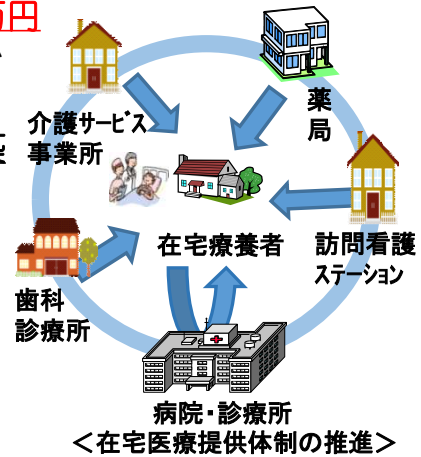 万円
薬
局
介護サービス
事業所
在宅療養者
訪問看護
ステーション
歯科
診療所
病院・診療所
＜在宅医療提供体制の推進＞